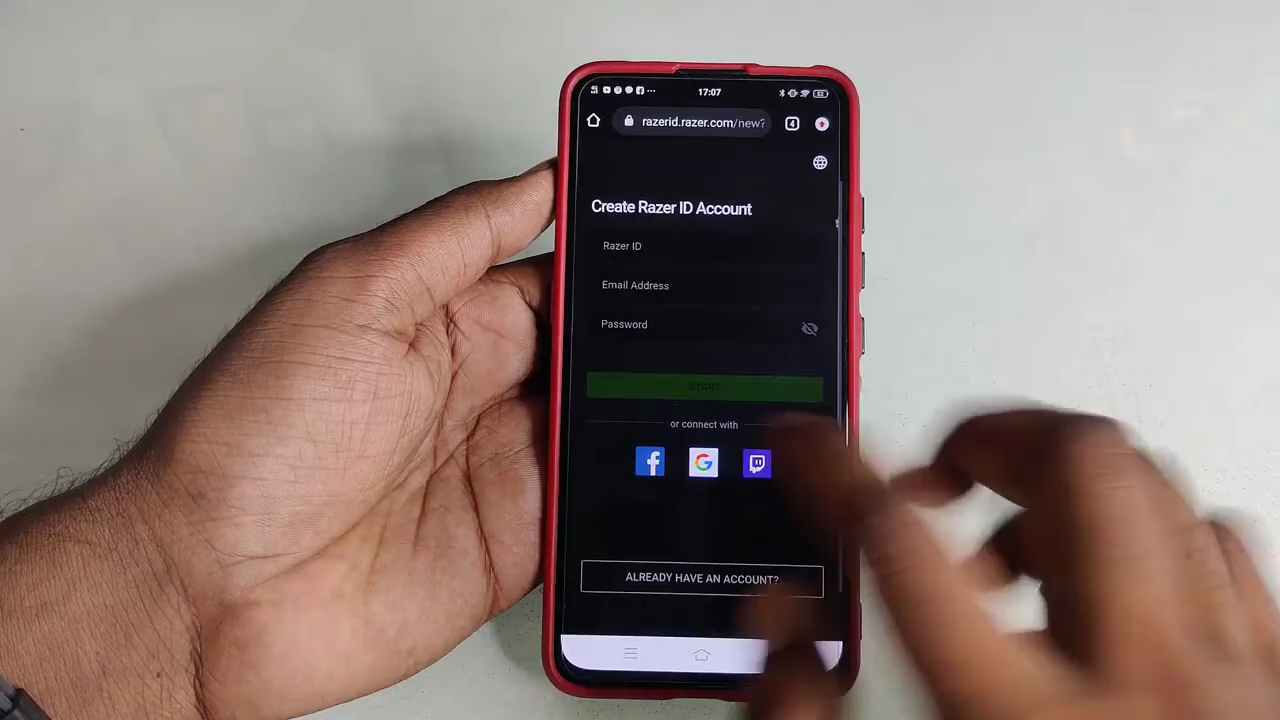 17:07
razerid.razer.com/new?
4
Create Razer ID Account
Razer ID
Email Address
Password
START
or connect with
ALREADY HAVE AN ACCOUNT?